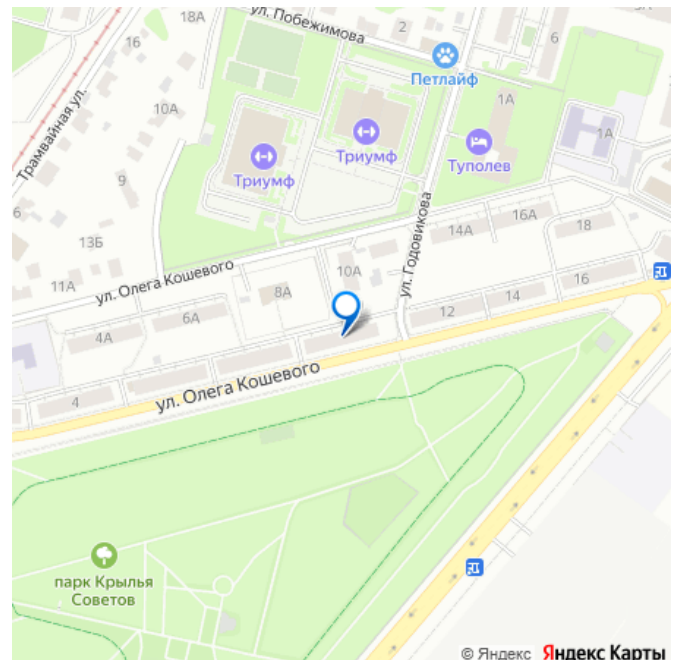 18А
ул. Побежимова
2
6
16
Петлайф
10А
1А
1А
Трамвайная ул.
Триумф
Триумф
Туполев
9
6
16А
18
14А
13Б
ул. Годовикова
10А
11А
ул. Олега Кошевого
8А
16
14
12
6А
4А
4
ул. Олега Кошевого
парк Крылья
Советов
© Яндекс Яндекс Карты